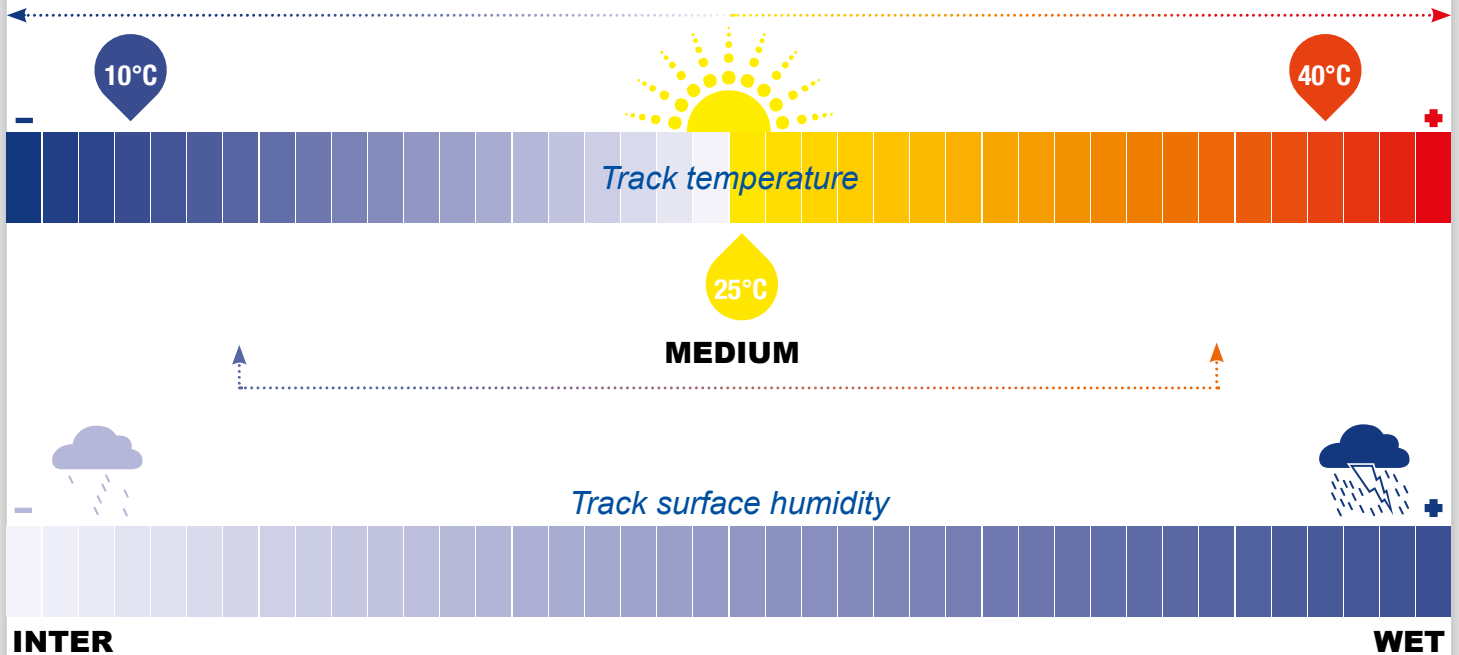 10°C
40°C
Track temperature
25°C
MEDIUM
Track surface humidity
INTER
WET